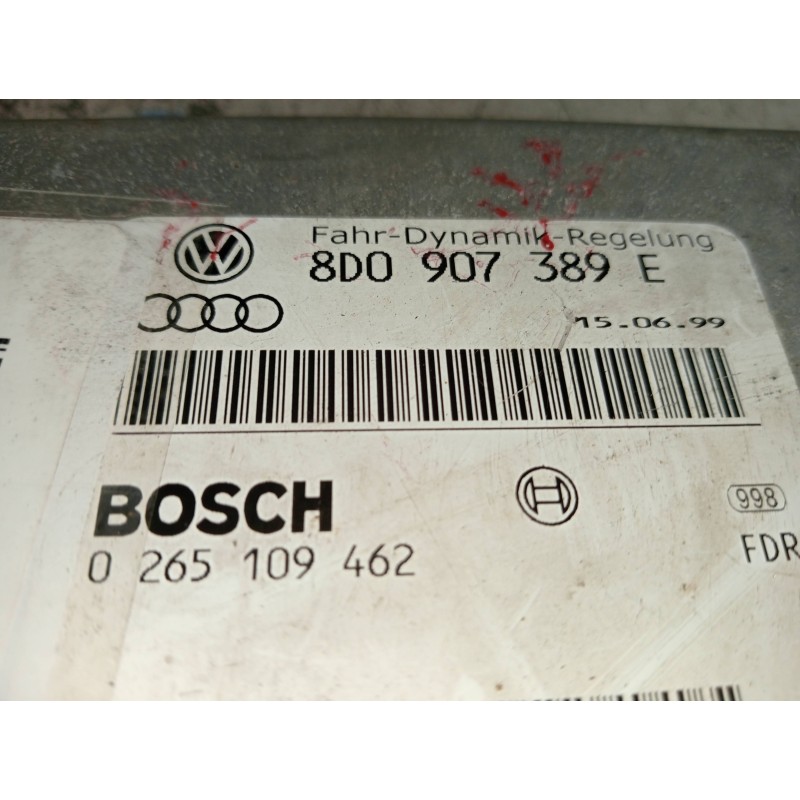 Fahr-Dynamik-Regelung
8D0 907 389 E
15.06.99
BOSCH
998
0 265 109 462
FDR